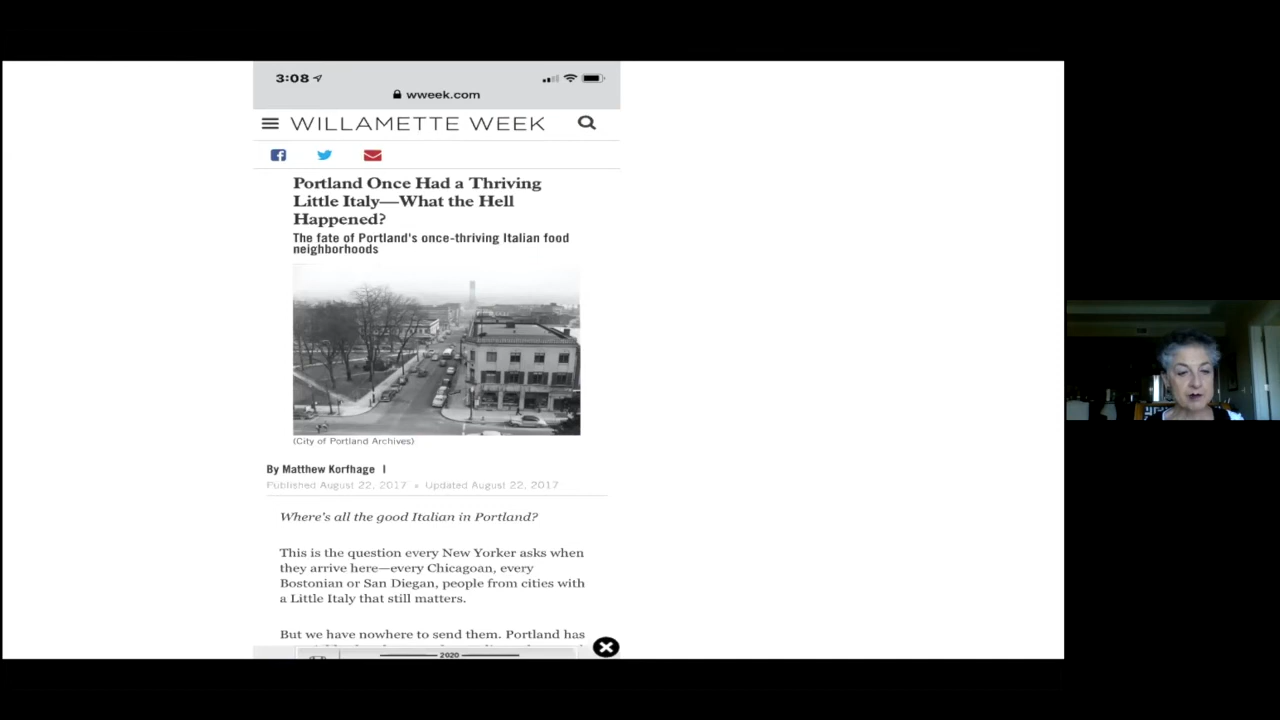 3:08
wweek.com
WILLAMETTE WEEK
Portland Once Had a Thriving
Little Italy—What the Hell
Happened?
The fate of Portland's once-thriving Italian food
neighborhoods
(City of Portland Archives)
By Matthew Korfhage |
Published August 22, 2017 • Updated August 22, 2017
Where's all the good Italian in Portland?
This is the question every New Yorker asks when
they arrive here—every Chicagoan, every
Bostonian or San Diegan, people from cities with
a Little Italy that still matters.
But we have nowhere to send them. Portland has
2020